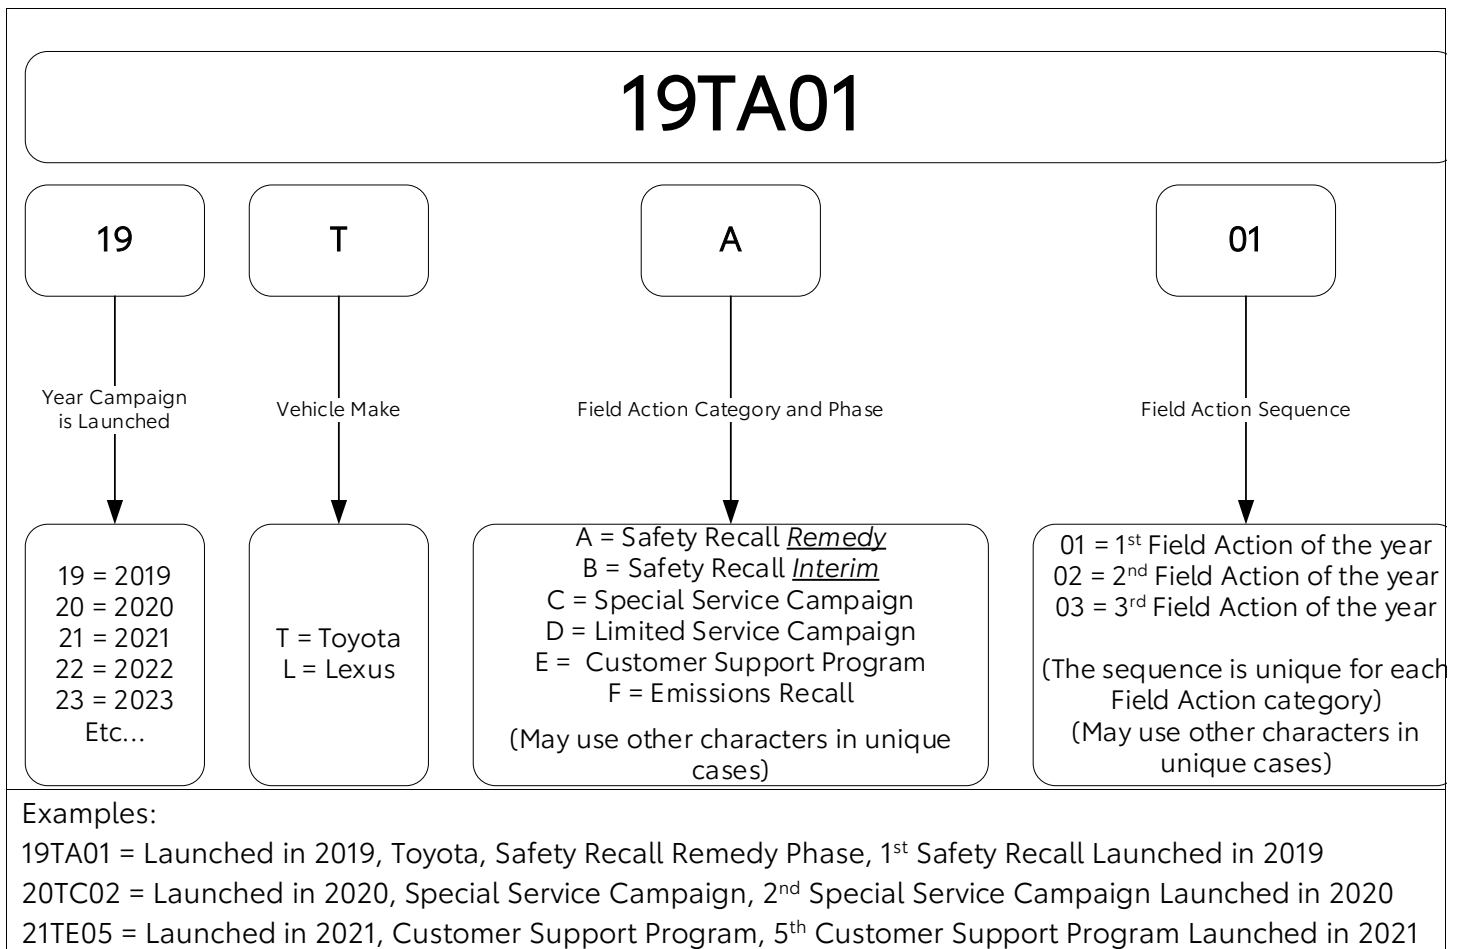 19TA01
19
T
A
01
Year Campaign
is Launched
Vehicle Make
Field Action Category and Phase
Field Action Sequence
19 = 2019
20 = 2020
21 = 2021
22 = 2022
23 = 2023
Etc...
T = Toyota
L = Lexus
A = Safety Recall Remedy
B = Safety Recall Interim
C = Special Service Campaign
D = Limited Service Campaign
E =  Customer Support Program
F = Emissions Recall
(May use other characters in unique
cases)
01 = 1st Field Action of the year
02 = 2nd Field Action of the year
03 = 3rd Field Action of the year
(The sequence is unique for each
Field Action category)
(May use other characters in
unique cases)
Examples:
19TA01 = Launched in 2019, Toyota, Safety Recall Remedy Phase, 1st Safety Recall Launched in 2019
20TC02 = Launched in 2020, Special Service Campaign, 2nd Special Service Campaign Launched in 2020
21TE05 = Launched in 2021, Customer Support Program, 5th Customer Support Program Launched in 2021